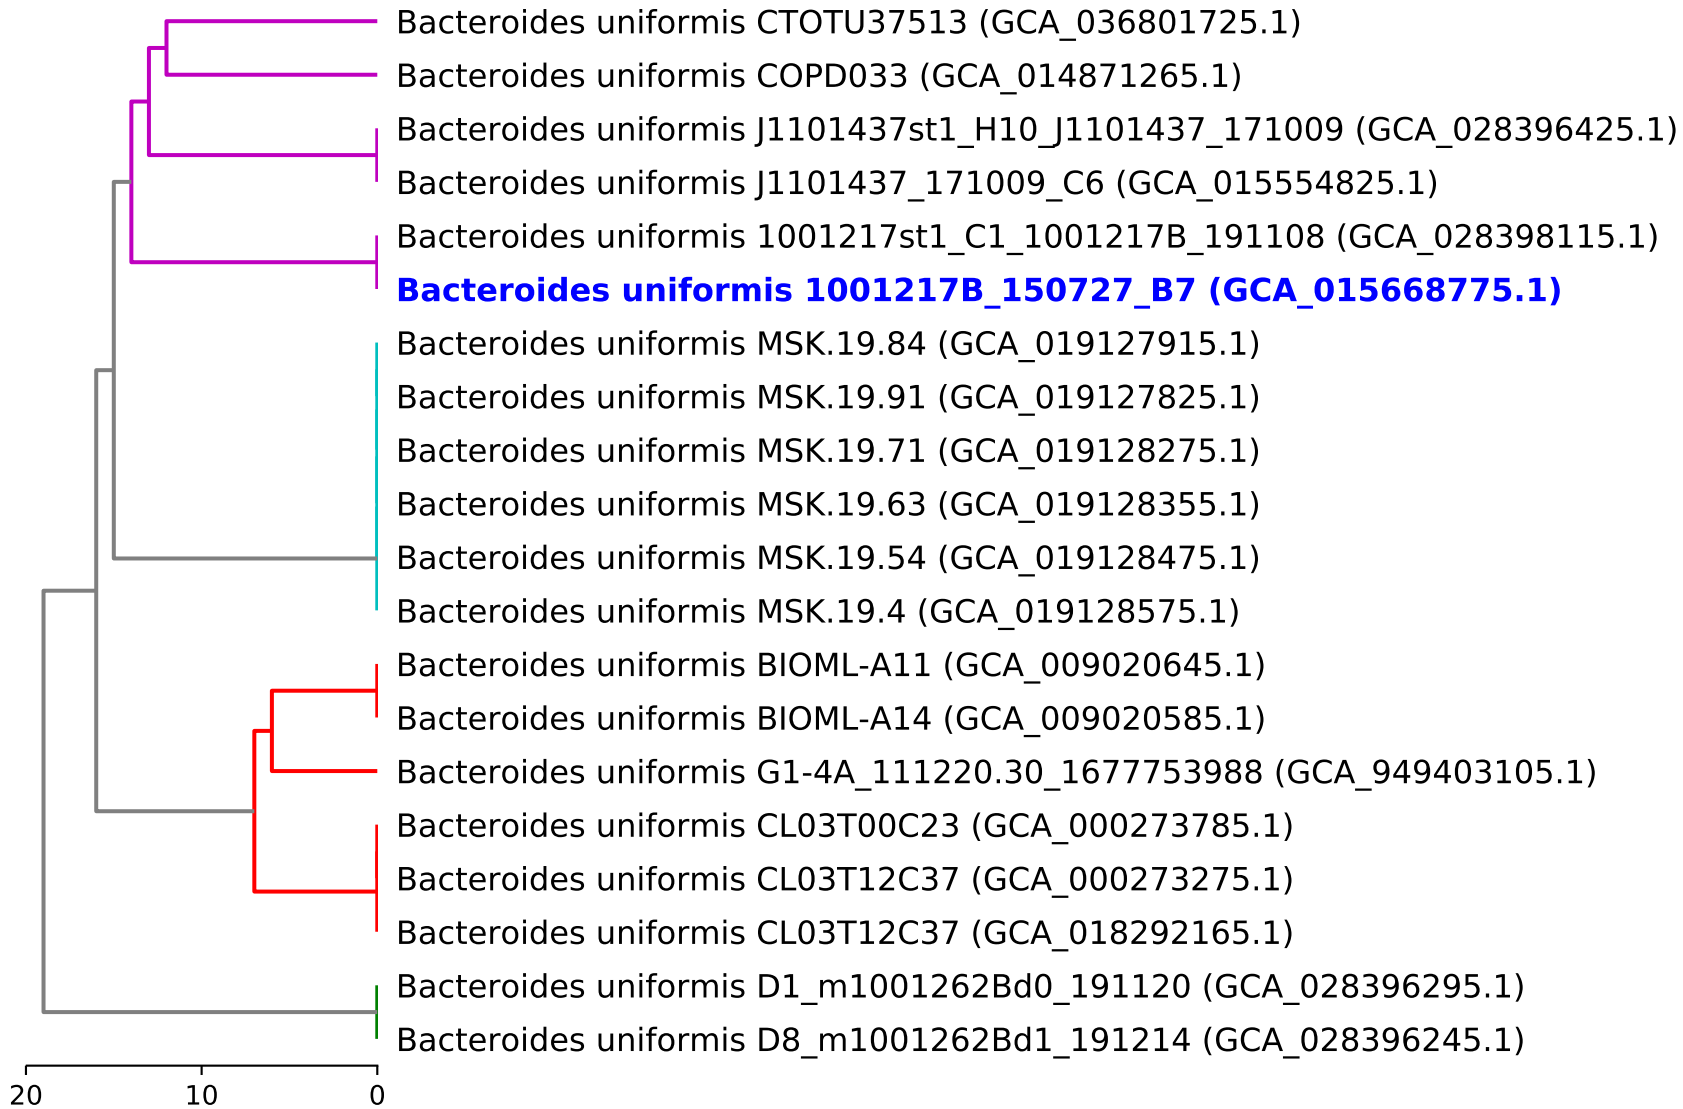 Bacteroides uniformis CTOTU37513 (GCA_036801725.1)
Bacteroides uniformis COPD033 (GCA_014871265.1)
Bacteroides uniformis J1101437st1_H10_J1101437_171009 (GCA_028396425.1)
Bacteroides uniformis J1101437_171009_C6 (GCA_015554825.1)
Bacteroides uniformis 1001217st1_C1_1001217B_191108 (GCA_028398115.1)
Bacteroides uniformis 1001217B_150727_B7 (GCA_015668775.1)
Bacteroides uniformis MSK.19.84 (GCA_019127915.1)
Bacteroides uniformis MSK.19.91 (GCA_019127825.1)
Bacteroides uniformis MSK.19.71 (GCA_019128275.1)
Bacteroides uniformis MSK.19.63 (GCA_019128355.1)
Bacteroides uniformis MSK.19.54 (GCA_019128475.1)
Bacteroides uniformis MSK.19.4 (GCA_019128575.1)
Bacteroides uniformis BIOML-A11 (GCA_009020645.1)
Bacteroides uniformis BIOML-A14 (GCA_009020585.1)
Bacteroides uniformis G1-4A_111220.30_1677753988 (GCA_949403105.1)
Bacteroides uniformis CL03T00C23 (GCA_000273785.1)
Bacteroides uniformis CL03T12C37 (GCA_000273275.1)
Bacteroides uniformis CL03T12C37 (GCA_018292165.1)
Bacteroides uniformis D1_m1001262Bd0_191120 (GCA_028396295.1)
Bacteroides uniformis D8_m1001262Bd1_191214 (GCA_028396245.1)
20 10 0